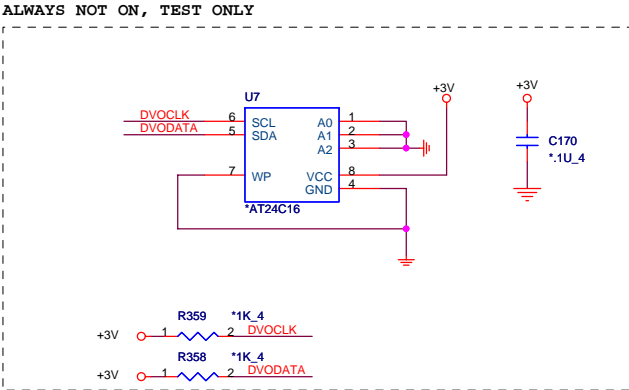 ALWAYS NOT ON, TEST ONLY
U7
+3V
+3V
DVOCLK 6 SCL A0 1
DVODATA 5 SDA A1 2
A2 3
C170
*.1U_4
7 WP VCC 8
GND 4
*AT24C16
R359 *1K_4
+3V 1 2 DVOCLK
R358 *1K_4
+3V 1 2 DVODATA